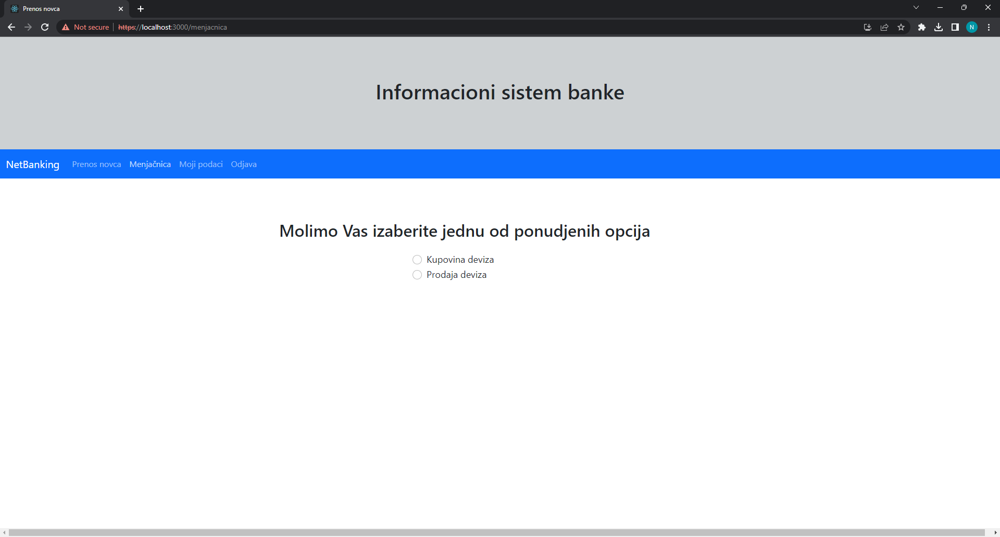 Prenos novca
Not secure https://localhost:3000/menjacnica
N
Informacioni sistem banke
NetBanking Prenos novca Menjačnica Moji podaci Odjava
Molimo Vas izaberite jednu od ponudjenih opcija
Kupovina deviza
Prodaja deviza